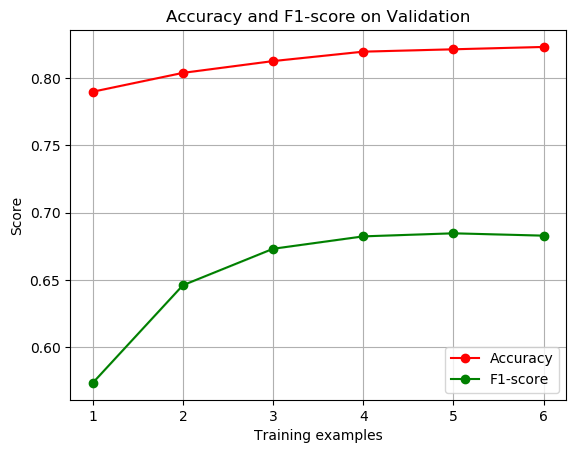 Accuracy and F1-score on Validation
0.80
0.75
0.70
0.65
0.60
Score
1 2 3 4 5 6
Training examples
Accuracy
F1-score